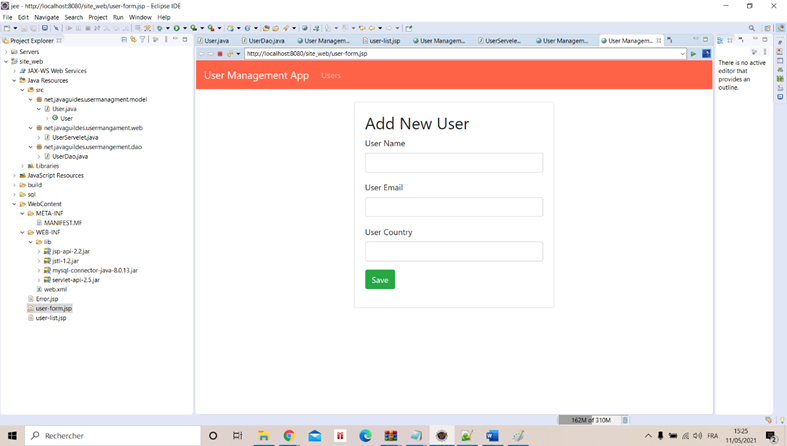 jee - http://localhost:8080/site_web/user-form.jsp - Eclipse IDE
File Edit Navigate Search Project Run Window Help
Project Explorer
User.java UserDao.java User Managem... user-list.jsp User Managem... UserServele... User Managem... User Managem...
Servers
site_web
JAX-WS Web Services
Java Resources
src
net.javaguides.usermanagment.model
User.java
User
net.javaguildes.usermangament.web
UserServelet.java
net.javaguildes.usermangement.dao
UserDao.java
Libraries
JavaScript Resources
build
sql
WebContent
META-INF
MANIFEST.MF
WEB-INF
lib
jsp-api-2.2.jar
jstl-1.2.jar
mysql-connector-java-8.0.13.jar
servlet-api-2.5.jar
web.xml
Error.jsp
user-form.jsp
user-list.jsp
http://localhost:8080/site_web/user-form.jsp
User Management App Users
Add New User
User Name
User Email
User Country
Save
There is no active
editor that
provides an
outline.
162M of 310M
Rechercher
FRA
15:25
11/05/2021
2